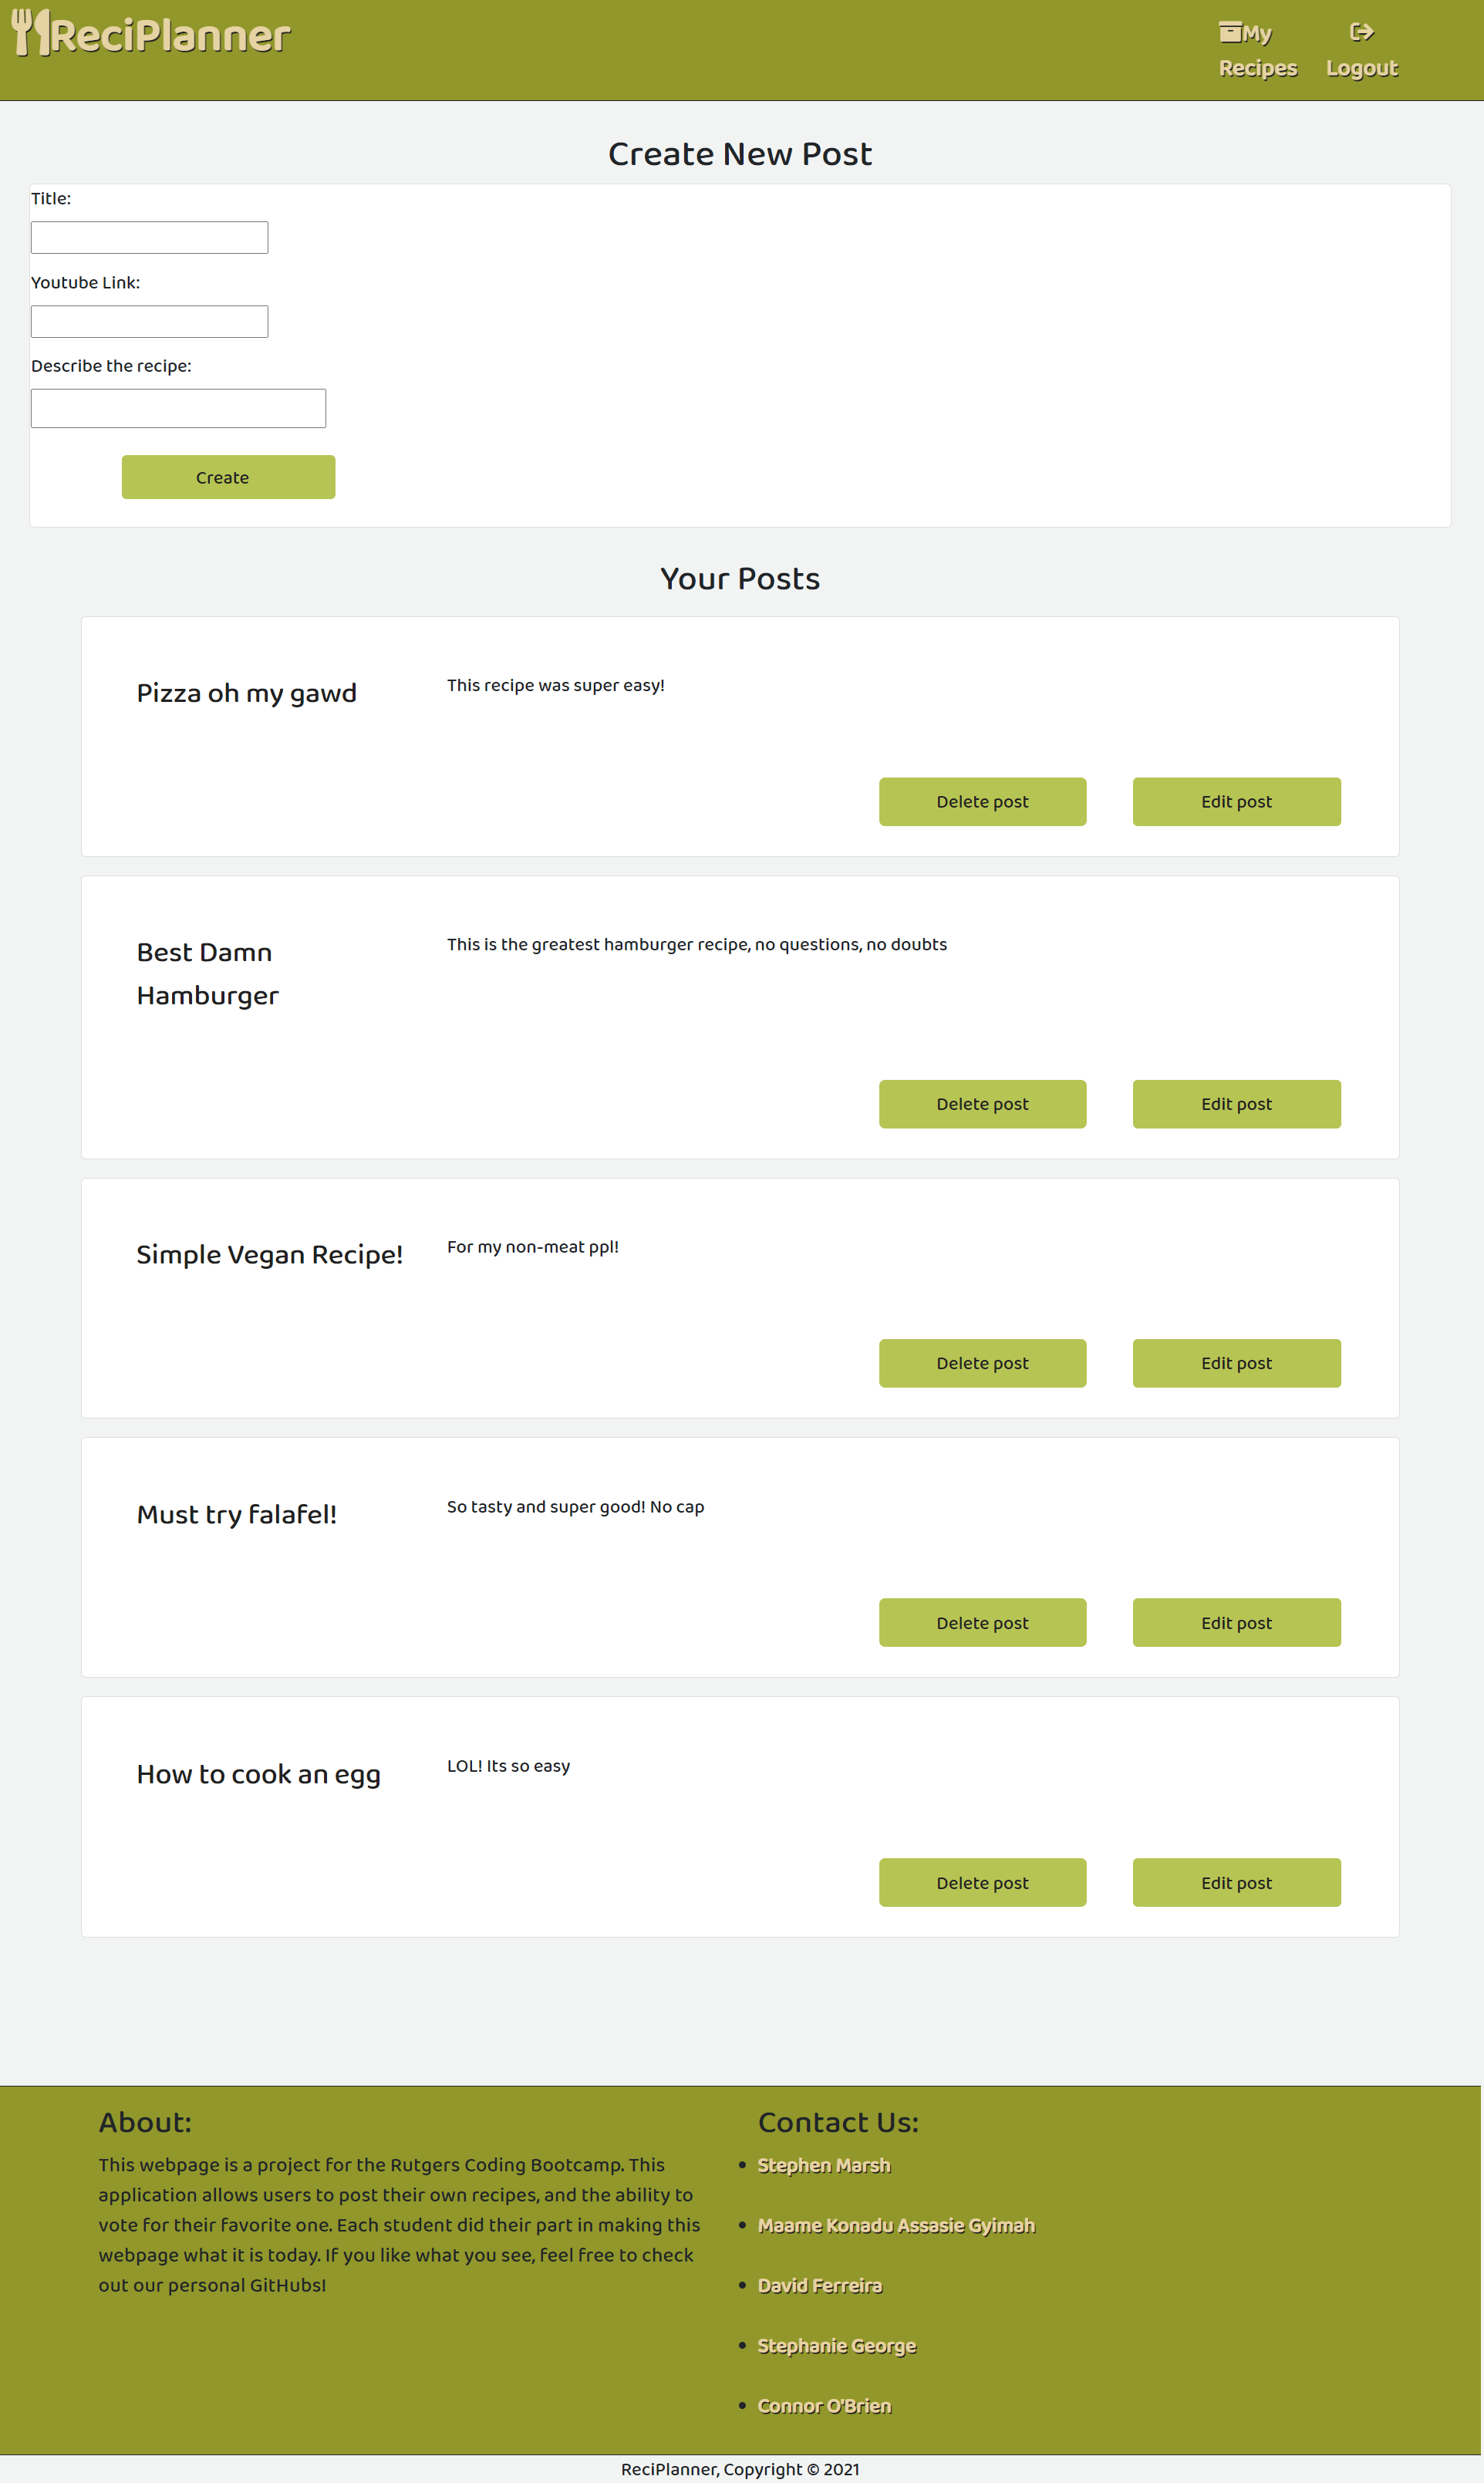 ReciPlanner
My
Recipes
Logout
Create New Post
Title:
Youtube Link:
Describe the recipe:
Create
Your Posts
Pizza oh my gawd
This recipe was super easy!
Delete post
Edit post
Best Damn
Hamburger
This is the greatest hamburger recipe, no questions, no doubts
Delete post
Edit post
Simple Vegan Recipe!
For my non-meat ppl!
Delete post
Edit post
Must try falafel!
So tasty and super good! No cap
Delete post
Edit post
How to cook an egg
LOL! Its so easy
Delete post
Edit post
About:
This webpage is a project for the Rutgers Coding Bootcamp. This
application allows users to post their own recipes, and the ability to
vote for their favorite one. Each student did their part in making this
webpage what it is today. If you like what you see, feel free to check
out our personal GitHubs!
Contact Us:
Stephen Marsh
Maame Konadu Assasie Gyimah
David Ferreira
Stephanie George
Connor O'Brien
ReciPlanner, Copyright © 2021